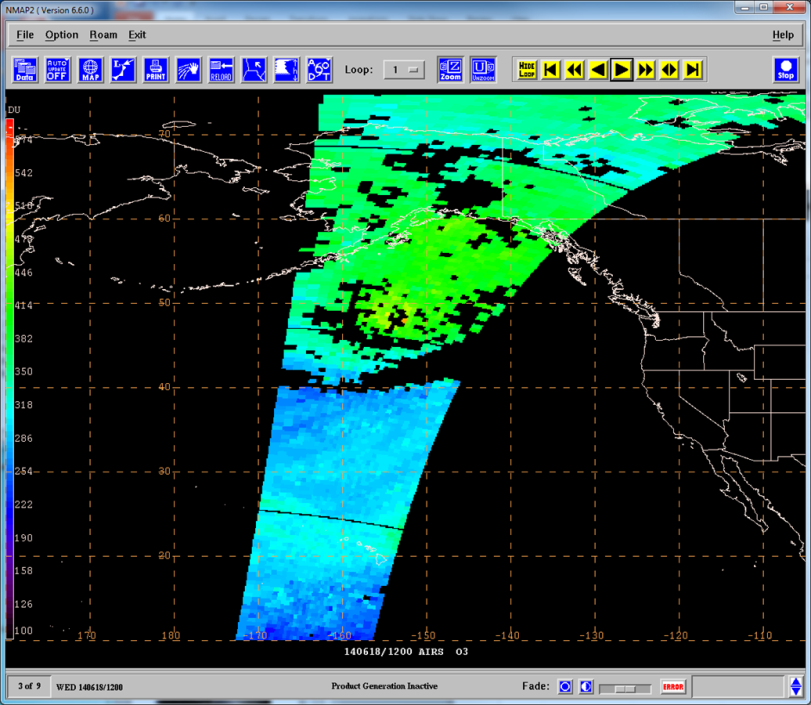 NMAP2 ( Version 6.6.0 )
File Option Roam Exit Help
Data
AUTO UPDATE OFF
MAP
PRINT
RELOAD
Loop: 1
Zoom
UNZOOM
HIDE LOOP
Stop
DU
574
542
510
478
446
414
382
350
318
286
254
222
190
158
126
100
70
60
50
40
30
20
170 180 -170 -160 -150 -140 -130 -120 -110
140618/1200 AIRS O3
3 of 9 WED 140618/1200 Product Generation Inactive Fade: ERROR